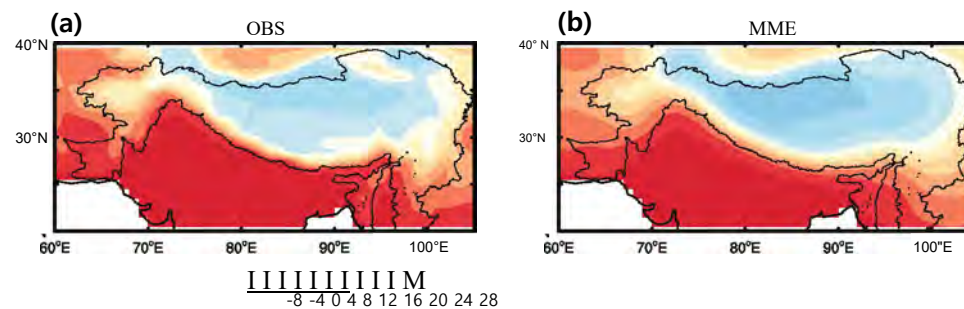 (a) OBS (b) MME
40°N 40° N
30°N 30° N
60°E 70°E 80°E 90°E 100°E 60°E 70°E 80°E 90°E 100°E
I I I I I I I I I I M
-8 -4 0 4 8 12 16 20 24 28